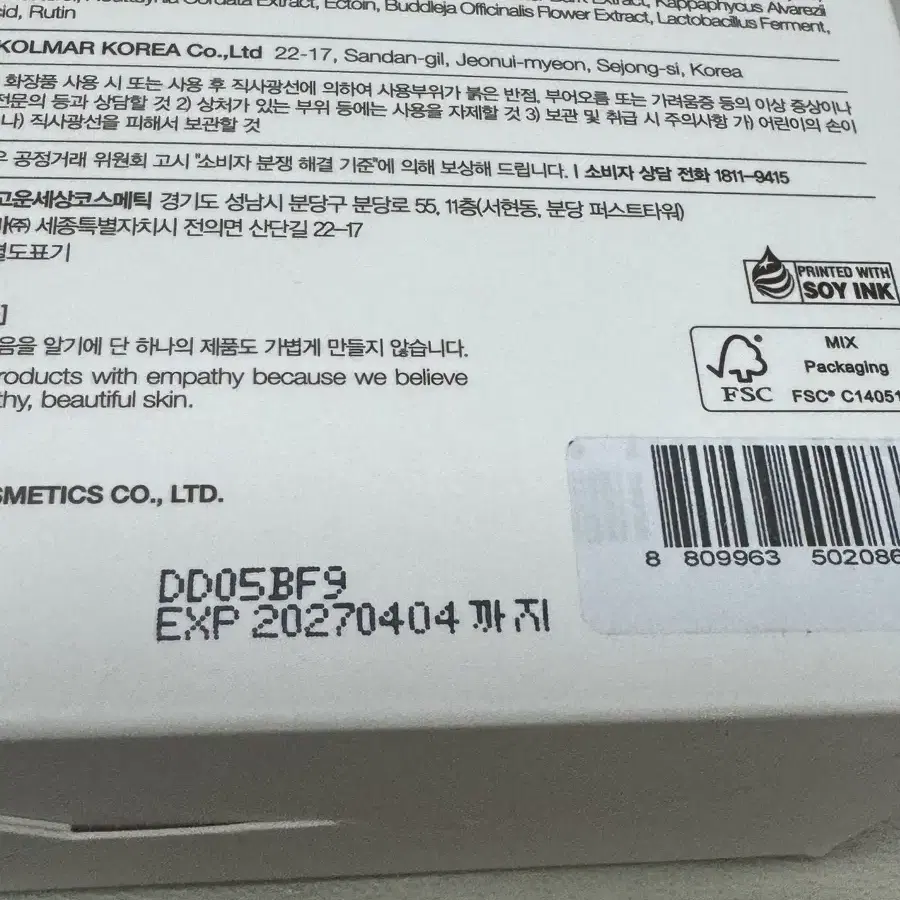 Extract, Ectoin, Buddleja Officinalis Flower Extract, Lactobacillus Ferment,
Extract, Kappaphycus Alvarezii
Rutin
KOLMAR KOREA Co.,Ltd 22-17, Sandan-gil, Jeonui-myeon, Sejong-si, Korea
화장품 사용 시 또는 사용 후 직사광선에 의하여 사용부위가 붉은 반점, 부어오름 또는 가려움증 등의 이상 증상이나
전문의 등과 상담할 것 2) 상처가 있는 부위 등에는 사용을 자제할 것 3) 보관 및 취급 시 주의사항 가) 어린이의 손이
나) 직사광선을 피해서 보관할 것
공정거래 위원회 고시 "소비자 분쟁 해결 기준"에 의해 보상해 드립니다. | 소비자 상담 전화 1811-9415
고운세상코스메틱 경기도 성남시 분당구 분당로 55, 11층(서현동, 분당 퍼스트타워)
㈜ 세종특별자치시 전의면 산단길 22-17
별도표기
PRINTED WITH
SOY INK
음을 알기에 단 하나의 제품도 가볍게 만들지 않습니다.
roducts with empathy because we believe
thy, beautiful skin.
FSC
MIX
Packaging
FSC® C14051
SMETICS CO., LTD.
8 809963 502086
DD05BF9
EXP 20270404 까지